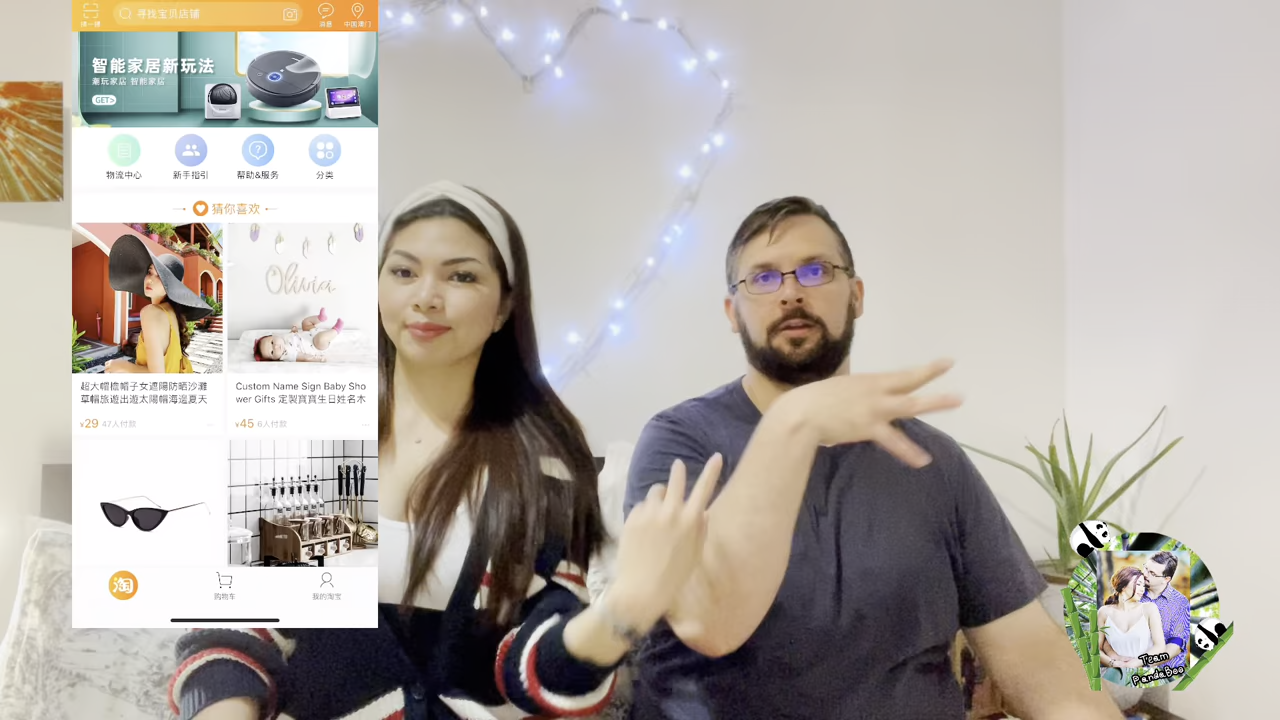 扫一扫
寻找宝贝店铺
消息
中国澳门
智能家居新玩法
潮玩家居 智能家居
GET>
物流中心
新手指引
帮助&服务
分类
猜你喜欢
Olivia
超大帽檐帽子女遮陽防晒沙灘
草帽旅遊出遊太陽帽海邊夏天
¥29 47人付款
Custom Name Sign Baby Sho
wer Gifts 定製寶寶生日姓名木
¥45 6人付款
淘
购物车
我的淘宝
Team
PandaBoo